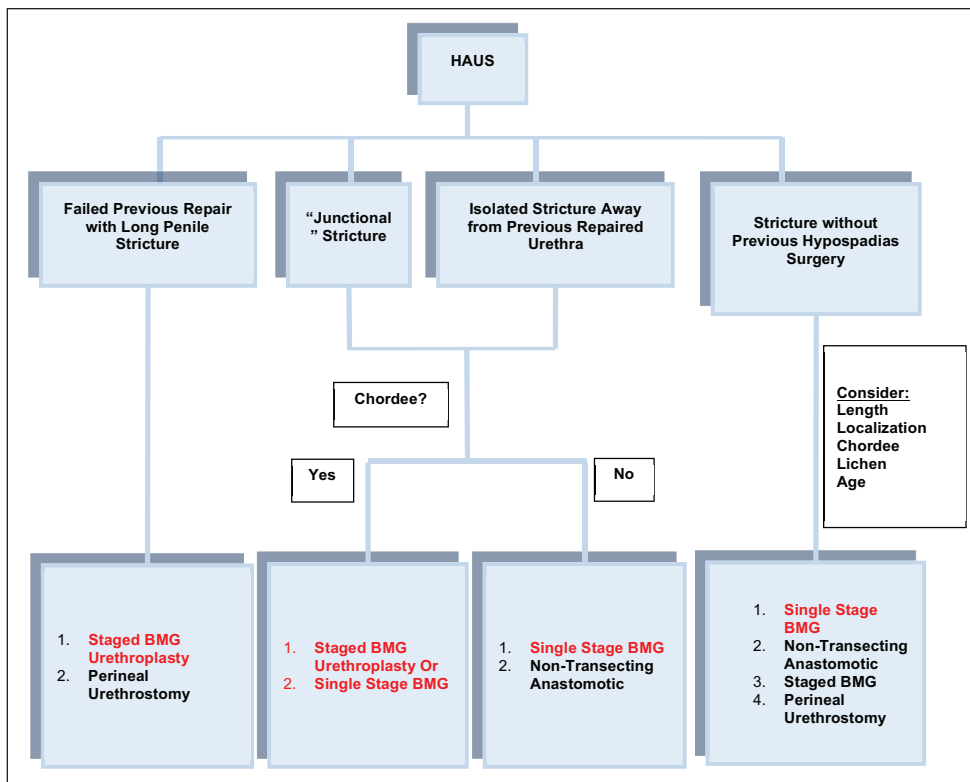 HAUS
Failed Previous Repair
with Long Penile
Stricture
“Junctional
” Stricture
Isolated Stricture Away
from Previous Repaired
Urethra
Stricture without
Previous Hypospadias
Surgery
Chordee?
Yes
No
Consider:
Length
Localization
Chordee
Lichen
Age
1. Staged BMG
Urethroplasty
2. Perineal
Urethrostomy
1. Staged BMG
Urethroplasty Or
2. Single Stage BMG
1. Single Stage BMG
2. Non-Transecting
Anastomotic
1. Single Stage
BMG
2. Non-Transecting
Anastomotic
3. Staged BMG
4. Perineal
Urethrostomy